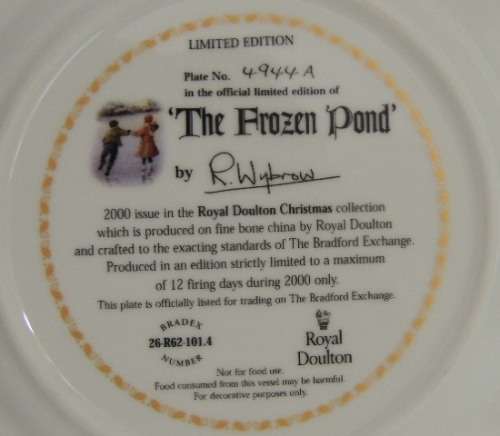 LIMITED EDITION
Plate No. 4944A
in the official limited edition of
'The Frozen Pond'
by R. Wybrow
2000 issue in the Royal Doulton Christmas collection
which is produced on fine bone china by Royal Doulton
and crafted to the exacting standards of The Bradford Exchange.
Produced in an edition strictly limited to a maximum
of 12 firing days during 2000 only.
This plate is officially listed for trading on The Bradford Exchange.
BRADEX
26-R62-101.4
NUMBER
Royal
Doulton
Not for food use.
Food consumed from this vessel may be harmful.
For decorative purposes only.